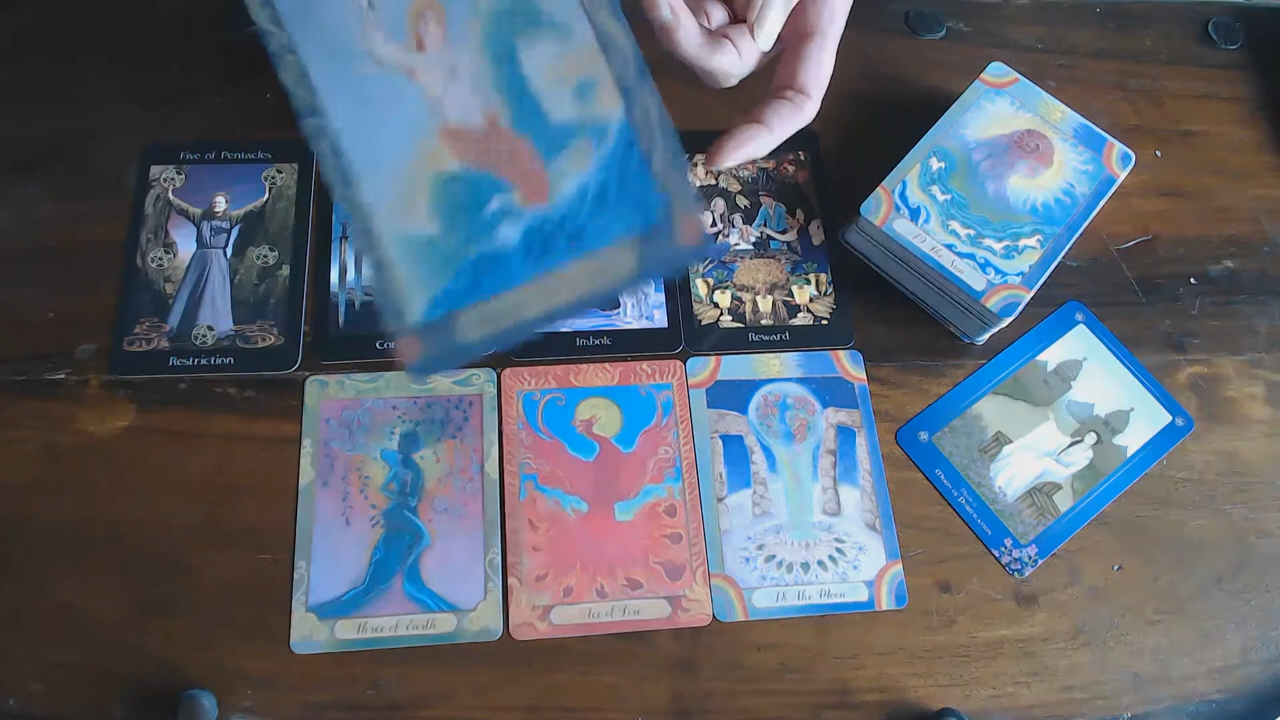 Five of Pentacles
Restriction
Imbolc
Reward
19 The Sun
Three of Earth
Ace of Fire
18 The Moon